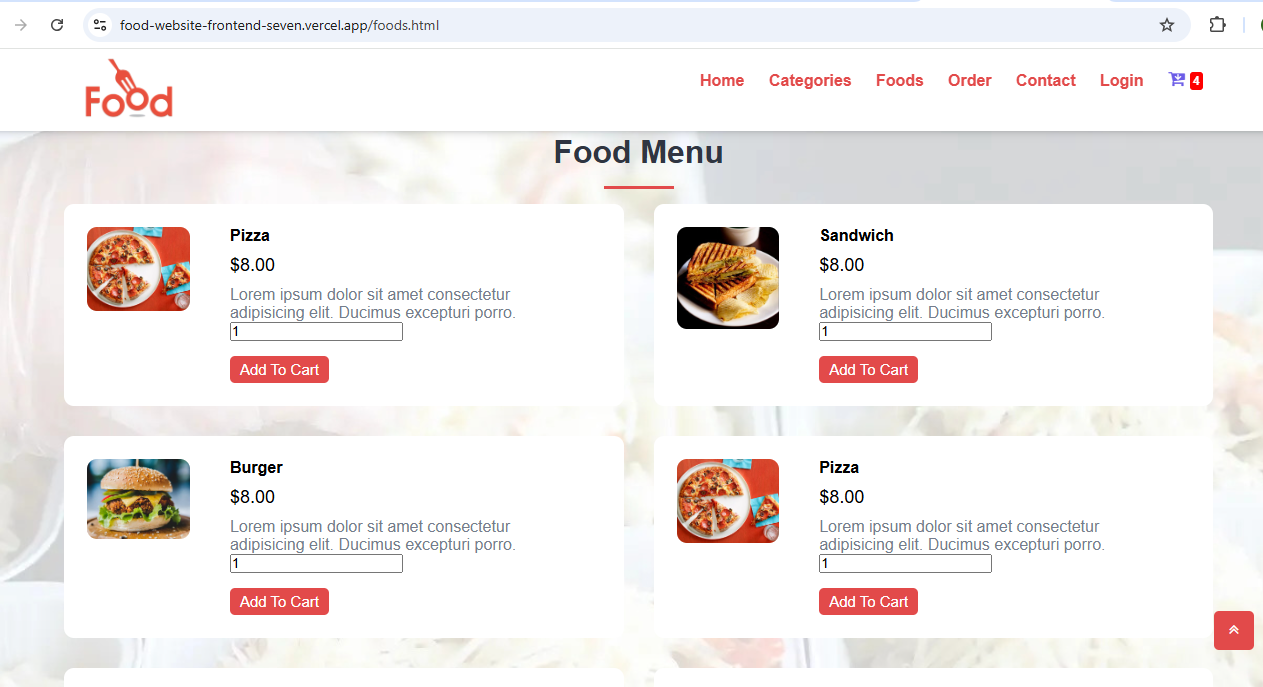 food-website-frontend-seven.vercel.app/foods.html
Food
Home Categories Foods Order Contact Login 4
Food Menu
Pizza
$8.00
Lorem ipsum dolor sit amet consectetur
adipisicing elit. Ducimus excepturi porro.
1
Add To Cart
Sandwich
$8.00
Lorem ipsum dolor sit amet consectetur
adipisicing elit. Ducimus excepturi porro.
1
Add To Cart
Burger
$8.00
Lorem ipsum dolor sit amet consectetur
adipisicing elit. Ducimus excepturi porro.
1
Add To Cart
Pizza
$8.00
Lorem ipsum dolor sit amet consectetur
adipisicing elit. Ducimus excepturi porro.
1
Add To Cart